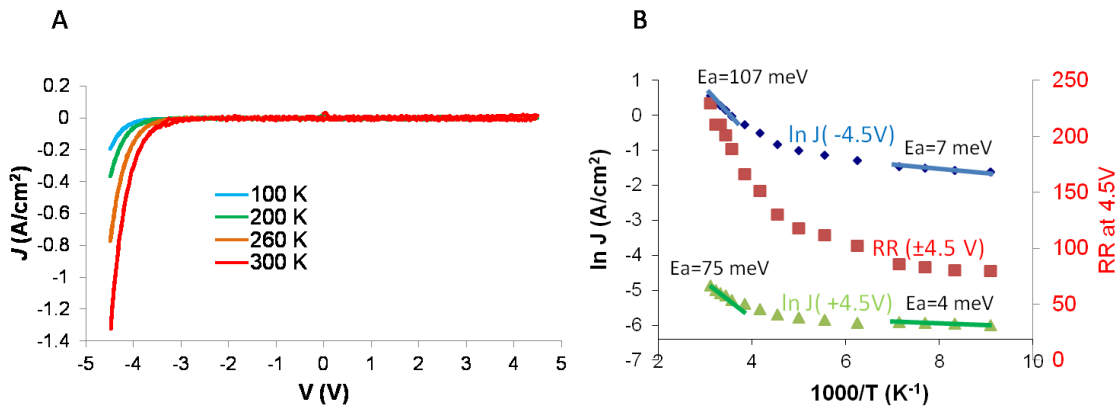 A
0.2
0
-0.2
-0.4
-0.6
-0.8
-1
-1.2
-1.4
J (A/cm²)
100 K
200 K
260 K
300 K
-5 -4 -3 -2 -1 0 1 2 3 4 5
V (V)
B
1
0
-1
-2
-3
-4
-5
-6
-7
ln J (A/cm²)
Ea=107 meV
ln J( -4.5V)
Ea=7 meV
RR (±4.5 V)
Ea=75 meV
ln J( +4.5V)
Ea=4 meV
250
200
150
100
50
0
RR at 4.5V
2 4 6 8 10
1000/T (K⁻¹)